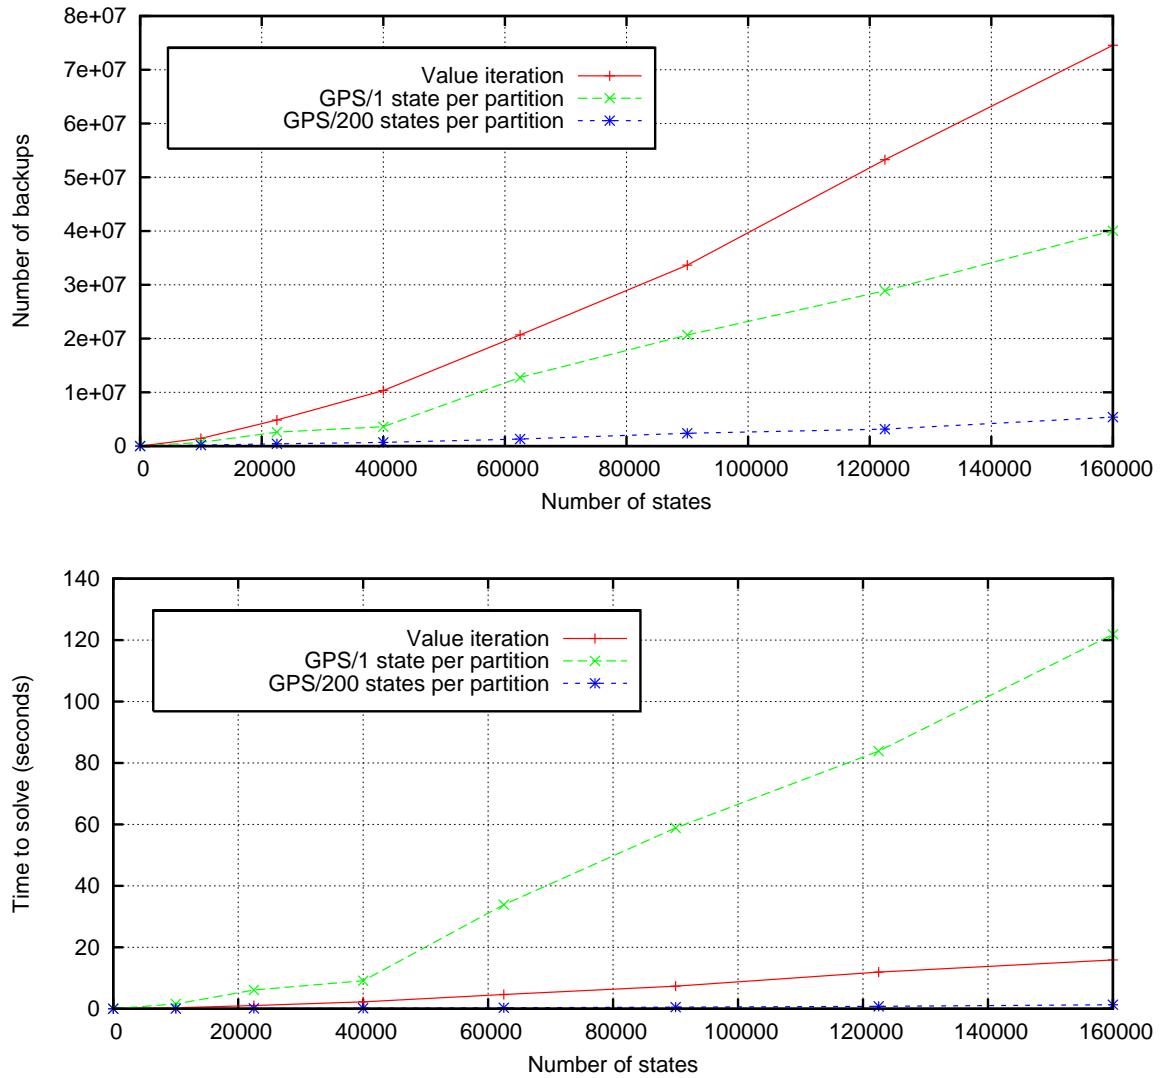 8e+07
7e+07
6e+07
5e+07
4e+07
3e+07
2e+07
1e+07
0
Number of backups
Value iteration
GPS/1 state per partition
GPS/200 states per partition
0 20000 40000 60000 80000 100000 120000 140000 160000
Number of states
140
120
100
80
60
40
20
0
Time to solve (seconds)
Value iteration
GPS/1 state per partition
GPS/200 states per partition
0 20000 40000 60000 80000 100000 120000 140000 160000
Number of states